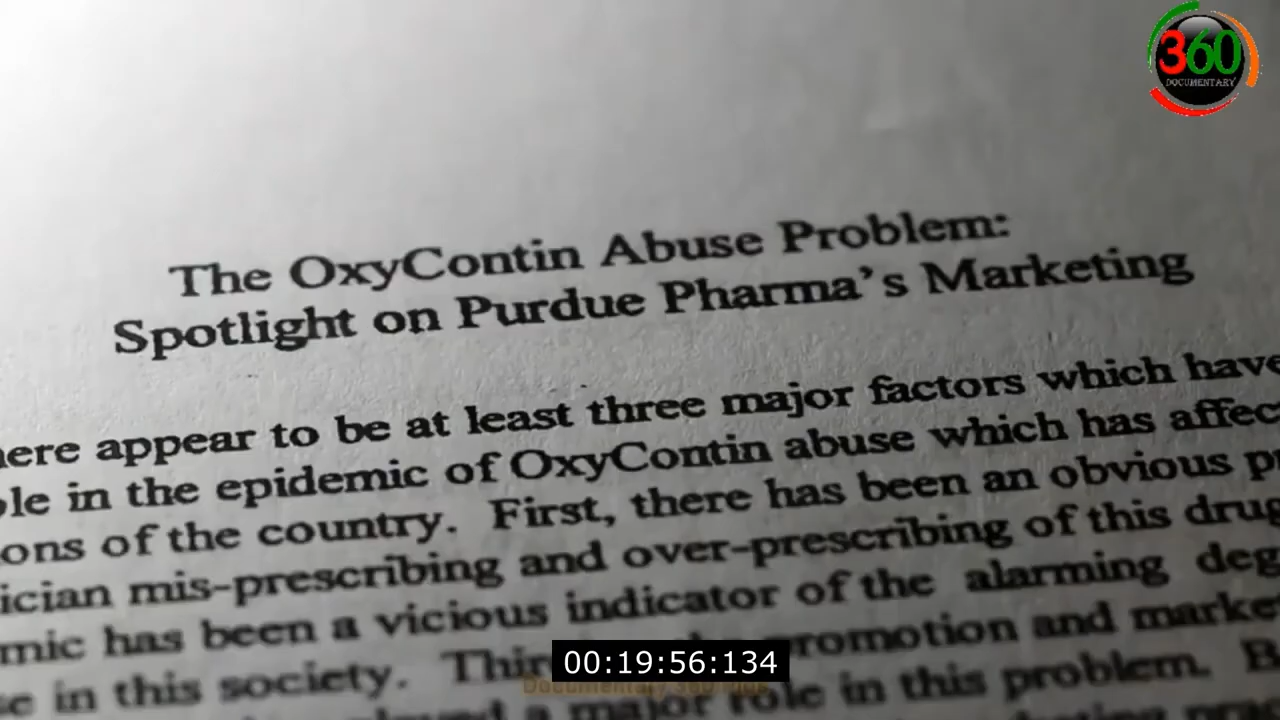 360
DOCUMENTARY
The OxyContin Abuse Problem:
Spotlight on Purdue Pharma's Marketing
appear to be at least three major factors which have
in the epidemic of OxyContin abuse which has
of the country. First, there has been an obvious
mis-prescribing and over-prescribing of this drug
has been a vicious indicator of the alarming
in this society. promotion and
a major role in this problem.
00:19:56:134